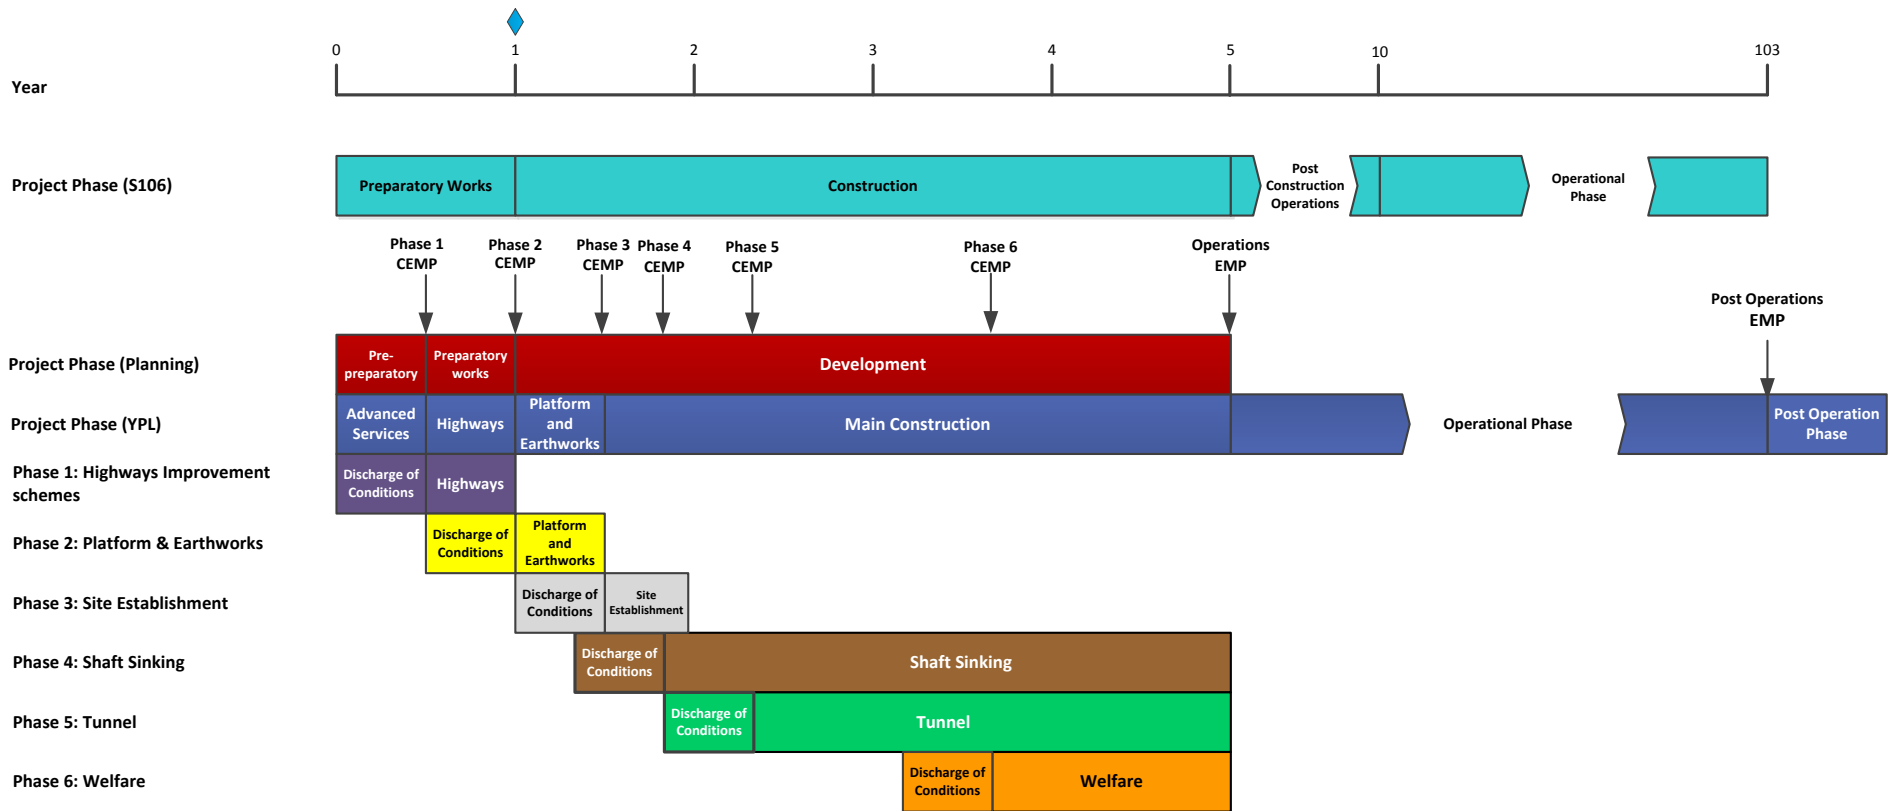 0 1 2 3 4 5 10 103
Year
Project Phase (S106)
Preparatory Works
Construction
Post
Construction
Operations
Operational
Phase
Phase 1
CEMP
Phase 2
CEMP
Phase 3
CEMP
Phase 4
CEMP
Phase 5
CEMP
Phase 6
CEMP
Operations
EMP
Post Operations
EMP
Project Phase (Planning)
Pre-
preparatory
Preparatory
works
Development
Project Phase (YPL)
Advanced
Services
Highways
Platform
and
Earthworks
Main Construction
Operational Phase
Post Operation
Phase
Phase 1: Highways Improvement
schemes
Discharge of
Conditions
Highways
Phase 2: Platform & Earthworks
Discharge of
Conditions
Platform
and
Earthworks
Phase 3: Site Establishment
Discharge of
Conditions
Site
Establishment
Phase 4: Shaft Sinking
Discharge of
Conditions
Shaft Sinking
Phase 5: Tunnel
Discharge of
Conditions
Tunnel
Phase 6: Welfare
Discharge of
Conditions
Welfare